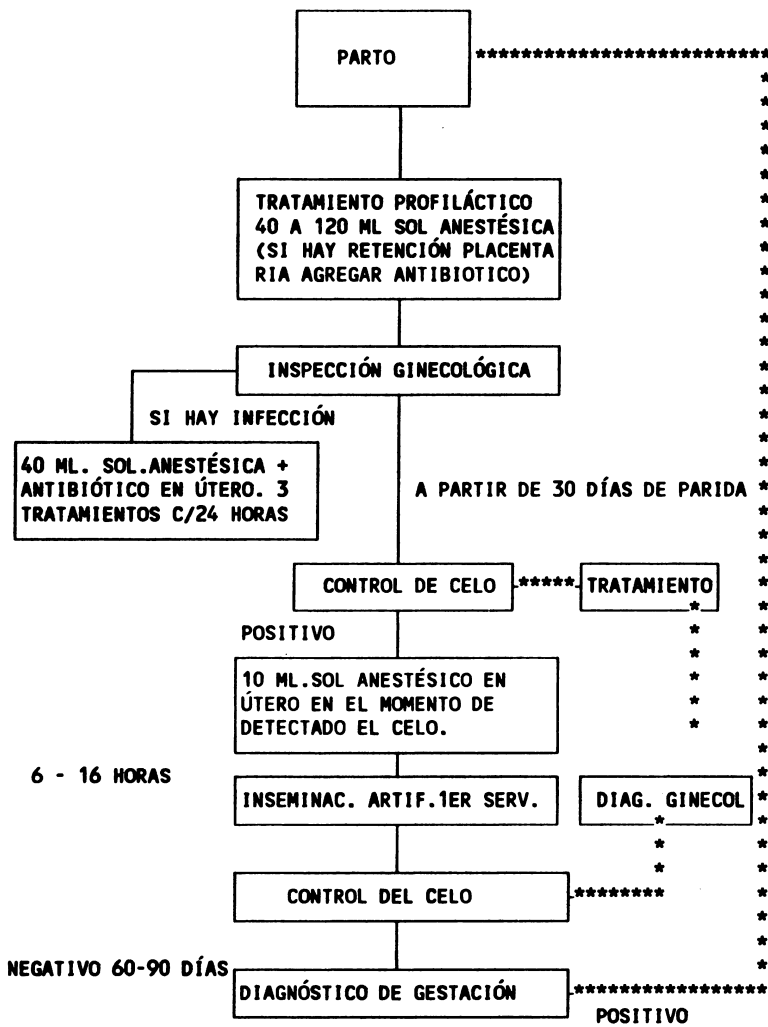 PARTO
TRATAMIENTO PROFILÁCTICO
40 A 120 ML SOL ANESTÉSICA
(SI HAY RETENCIÓN PLACENTA
RIA AGREGAR ANTIBIOTICO)
INSPECCIÓN GINECOLÓGICA
SI HAY INFECCIÓN
40 ML. SOL.ANESTÉSICA +
ANTIBIÓTICO EN ÚTERO. 3
TRATAMIENTOS C/24 HORAS
A PARTIR DE 30 DÍAS DE PARIDA
CONTROL DE CELO
TRATAMIENTO
POSITIVO
10 ML.SOL ANESTÉSICO EN
ÚTERO EN EL MOMENTO DE
DETECTADO EL CELO.
6 - 16 HORAS
INSEMINAC. ARTIF.1ER SERV.
DIAG. GINECOL
CONTROL DEL CELO
NEGATIVO 60-90 DÍAS
DIAGNÓSTICO DE GESTACIÓN
POSITIVO